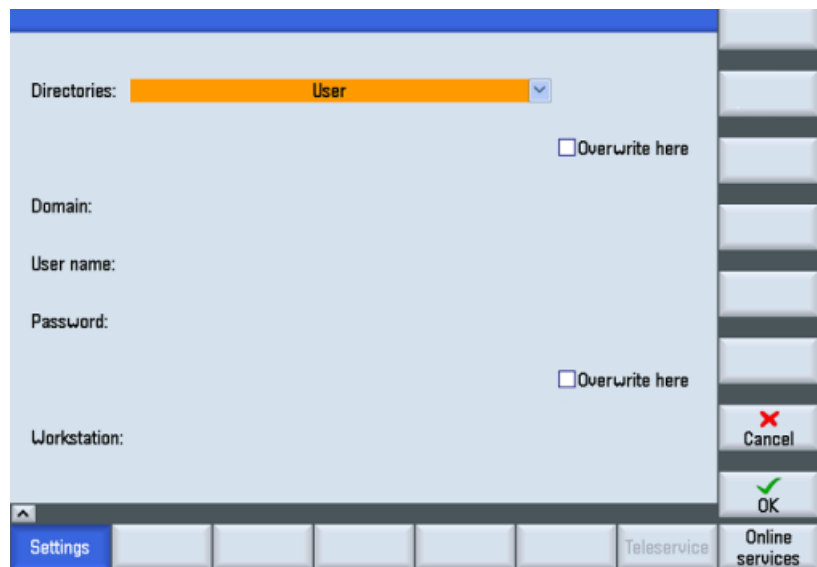 Directories:
User
Overwrite here
Domain:
User name:
Password:
Overwrite here
Workstation:
Cancel
OK
Settings
Teleservice
Online
services